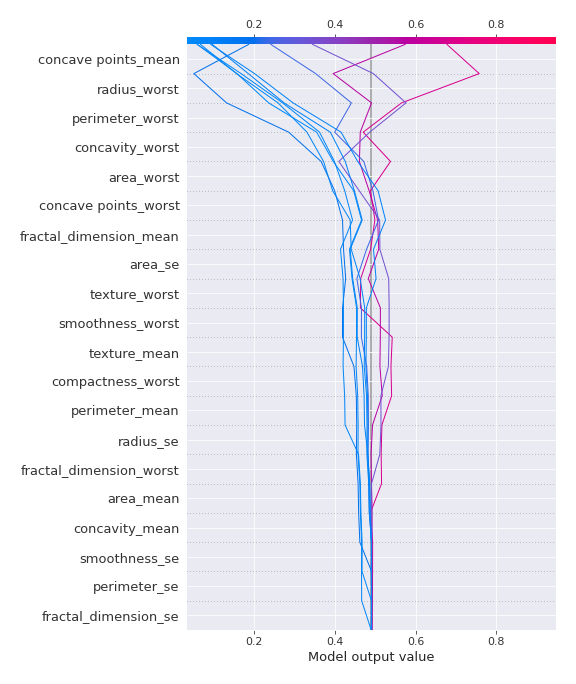 0.2 0.4 0.6 0.8
concave points_mean
radius_worst
perimeter_worst
concavity_worst
area_worst
concave points_worst
fractal_dimension_mean
area_se
texture_worst
smoothness_worst
texture_mean
compactness_worst
perimeter_mean
radius_se
fractal_dimension_worst
area_mean
concavity_mean
smoothness_se
perimeter_se
fractal_dimension_se
0.2 0.4 0.6 0.8
Model output value